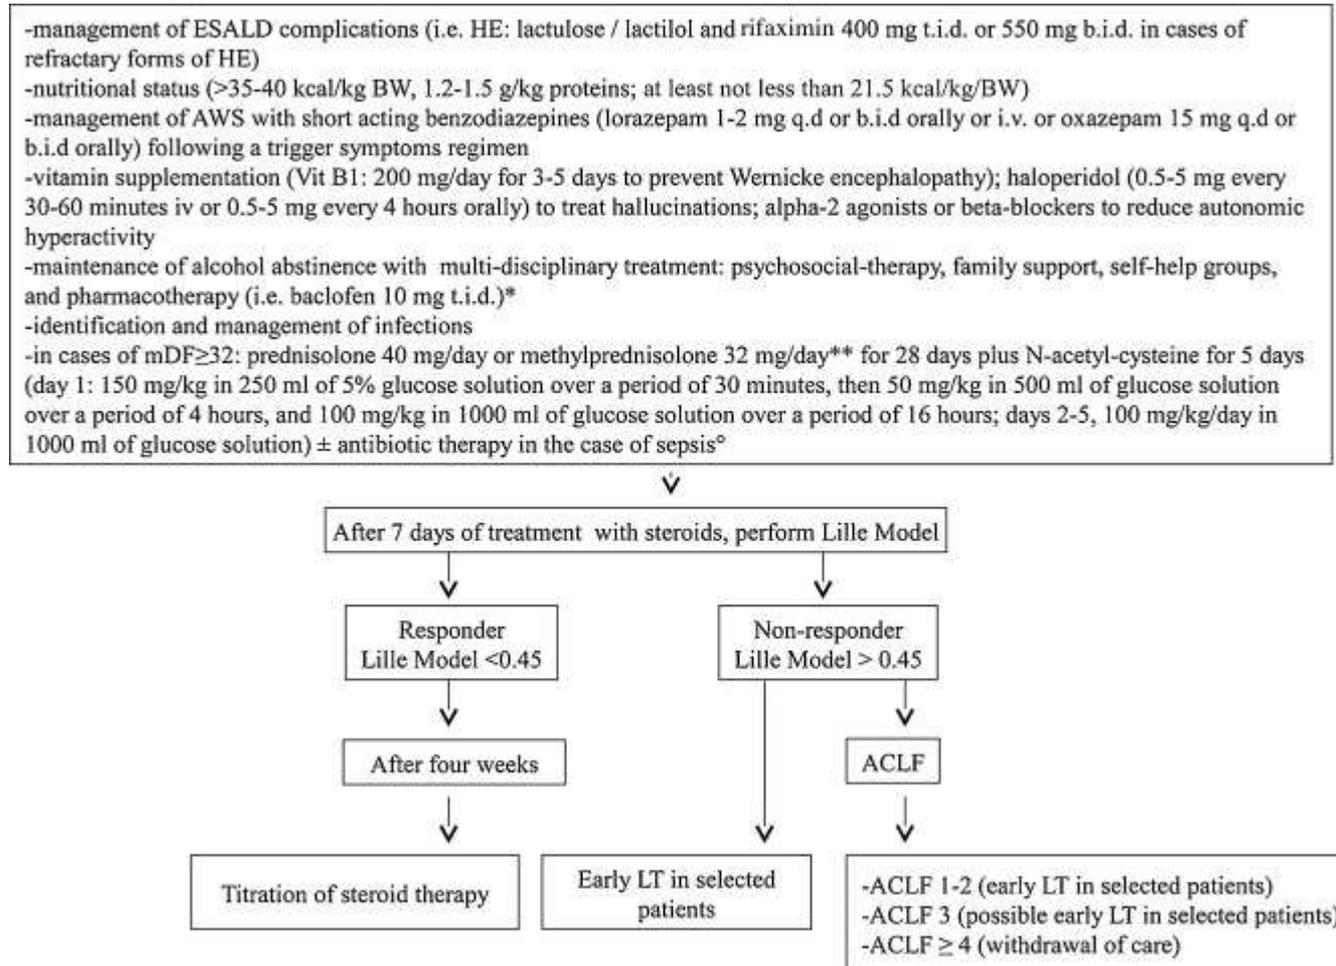 -management of ESALD complications (i.e. HE: lactulose / lactilol and rifaximin 400 mg t.i.d. or 550 mg b.i.d. in cases of
refractary forms of HE)
-nutritional status (>35-40 kcal/kg BW, 1.2-1.5 g/kg proteins; at least not less than 21.5 kcal/kg/BW)
-management of AWS with short acting benzodiazepines (lorazepam 1-2 mg q.d or b.i.d orally or i.v. or oxazepam 15 mg q.d or
b.i.d orally) following a trigger symptoms regimen
-vitamin supplementation (Vit B1: 200 mg/day for 3-5 days to prevent Wernicke encephalopathy); haloperidol (0.5-5 mg every
30-60 minutes iv or 0.5-5 mg every 4 hours orally) to treat hallucinations; alpha-2 agonists or beta-blockers to reduce autonomic
hyperactivity
-maintenance of alcohol abstinence with multi-disciplinary treatment: psychosocial-therapy, family support, self-help groups,
and pharmacotherapy (i.e. baclofen 10 mg t.i.d.)*
-identification and management of infections
-in cases of mDF≥32: prednisolone 40 mg/day or methylprednisolone 32 mg/day** for 28 days plus N-acetyl-cysteine for 5 days
(day 1: 150 mg/kg in 250 ml of 5% glucose solution over a period of 30 minutes, then 50 mg/kg in 500 ml of glucose solution
over a period of 4 hours, and 100 mg/kg in 1000 ml of glucose solution over a period of 16 hours; days 2-5, 100 mg/kg/day in
1000 ml of glucose solution) ± antibiotic therapy in the case of sepsis°
After 7 days of treatment with steroids, perform Lille Model
Responder
Lille Model <0.45
Non-responder
Lille Model > 0.45
After four weeks
ACLF
Titration of steroid therapy
Early LT in selected
patients
-ACLF 1-2 (early LT in selected patients)
-ACLF 3 (possible early LT in selected patients)
-ACLF ≥ 4 (withdrawal of care)